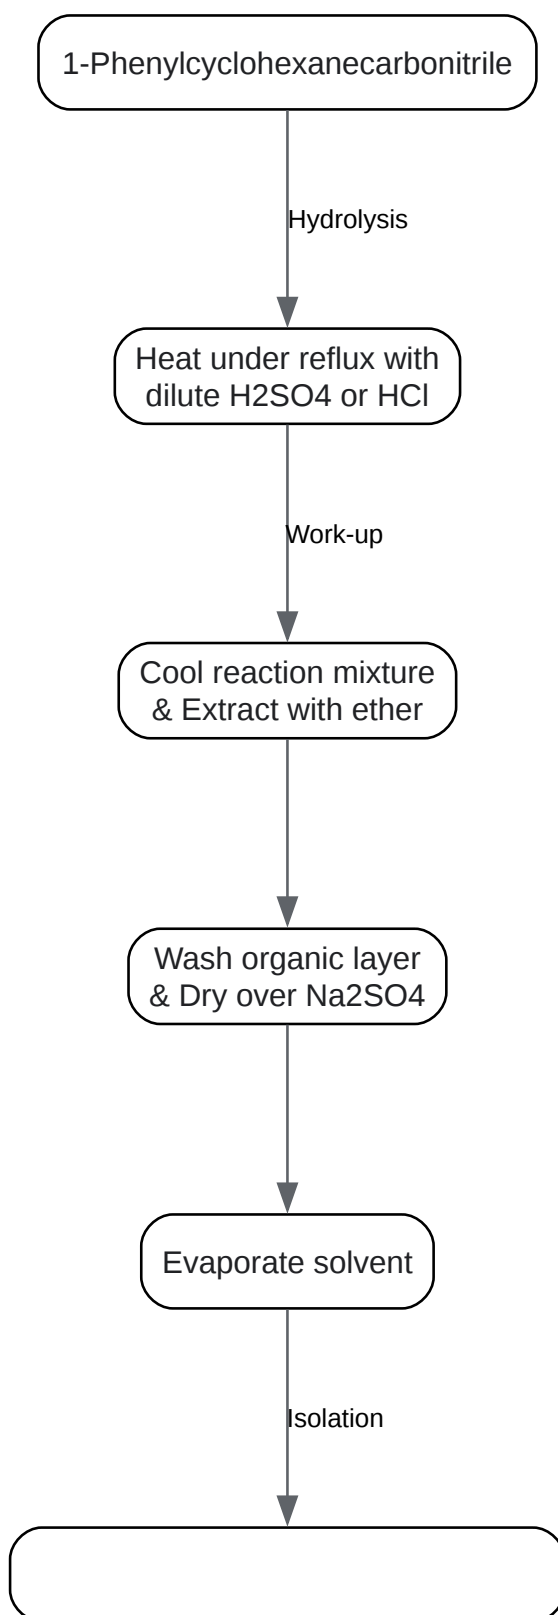 1-Phenylcyclohexanecarbonitrile
Hydrolysis
Heat under reflux with
dilute H2SO4 or HCl
Work-up
Cool reaction mixture
& Extract with ether
Wash organic layer
& Dry over Na2SO4
Evaporate solvent
Isolation